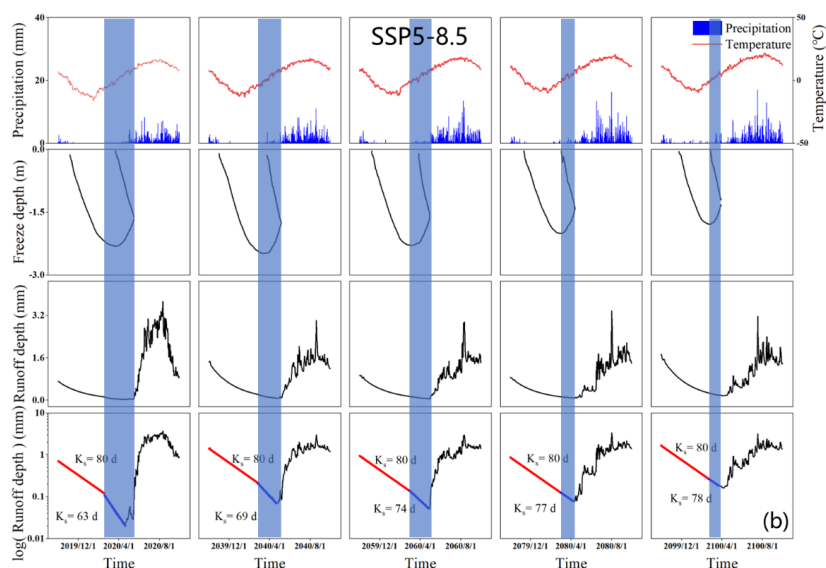 SSP5-8.5
Precipitation
Temperature
Precipitation (mm)
40
20
0
Temperature (℃)
50
0
-50
Freeze depth (m)
0.0
-1.5
-3.0
Runoff depth (mm)
3.2
1.6
0.0
log( Runoff depth ) (mm)
10
1
0.1
0.01
Ks= 80 d
Ks= 63 d
Ks= 80 d
Ks= 69 d
Ks= 80 d
Ks= 74 d
Ks= 80 d
Ks= 77 d
Ks= 80 d
Ks= 78 d
(b)
2019/12/1 2020/4/1 2020/8/1
2039/12/1 2040/4/1 2040/8/1
2059/12/1 2060/4/1 2060/8/1
2079/12/1 2080/4/1 2080/8/1
2099/12/1 2100/4/1 2100/8/1
Time Time Time Time Time